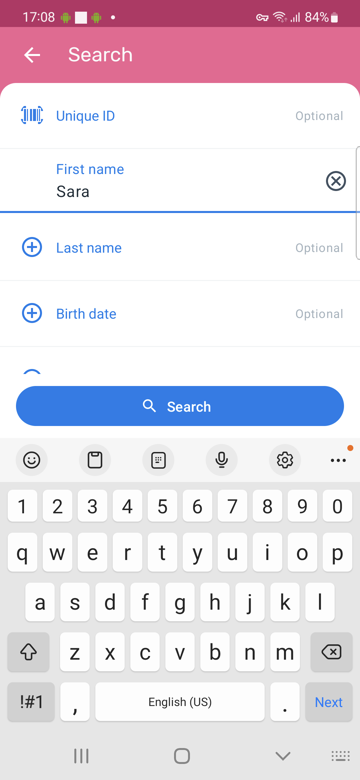 17:08
84%
Search
Unique ID Optional
First name
Sara
Last name Optional
Birth date Optional
Search
1 2 3 4 5 6 7 8 9 0
q w e r t y u i o p
a s d f g h j k l
z x c v b n m
!#1 , English (US) . Next